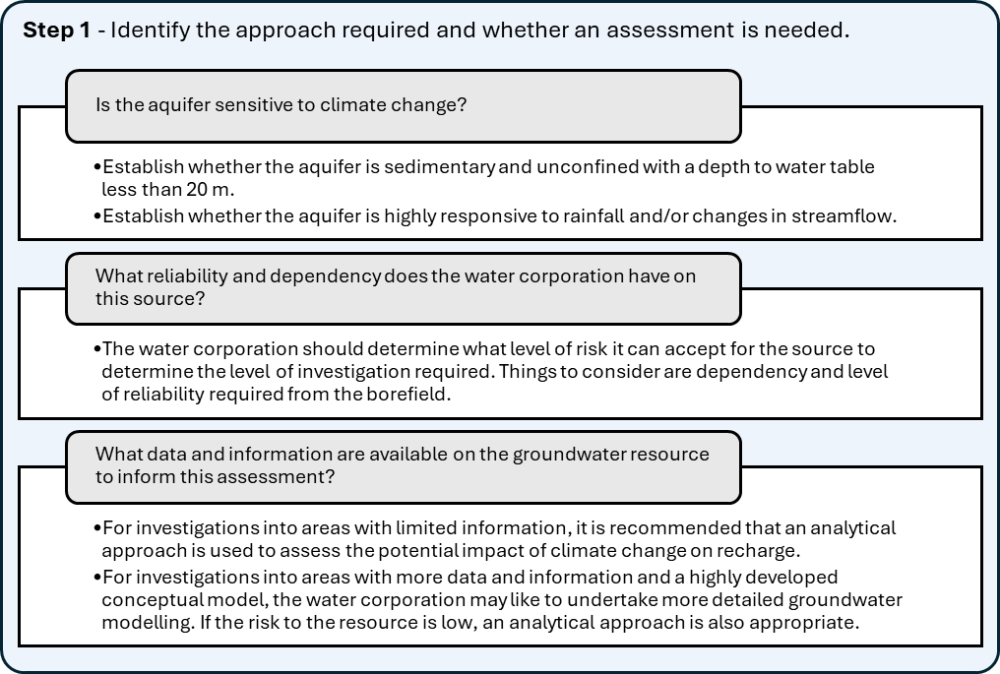 Step 1 - Identify the approach required and whether an assessment is needed.
Is the aquifer sensitive to climate change?
•Establish whether the aquifer is sedimentary and unconfined with a depth to water table
less than 20 m.
•Establish whether the aquifer is highly responsive to rainfall and/or changes in streamflow.
What reliability and dependency does the water corporation have on
this source?
•The water corporation should determine what level of risk it can accept for the source to
determine the level of investigation required. Things to consider are dependency and level
of reliability required from the borefield.
What data and information are available on the groundwater resource
to inform this assessment?
•For investigations into areas with limited information, it is recommended that an analytical
approach is used to assess the potential impact of climate change on recharge.
•For investigations into areas with more data and information and a highly developed
conceptual model, the water corporation may like to undertake more detailed groundwater
modelling. If the risk to the resource is low, an analytical approach is also appropriate.